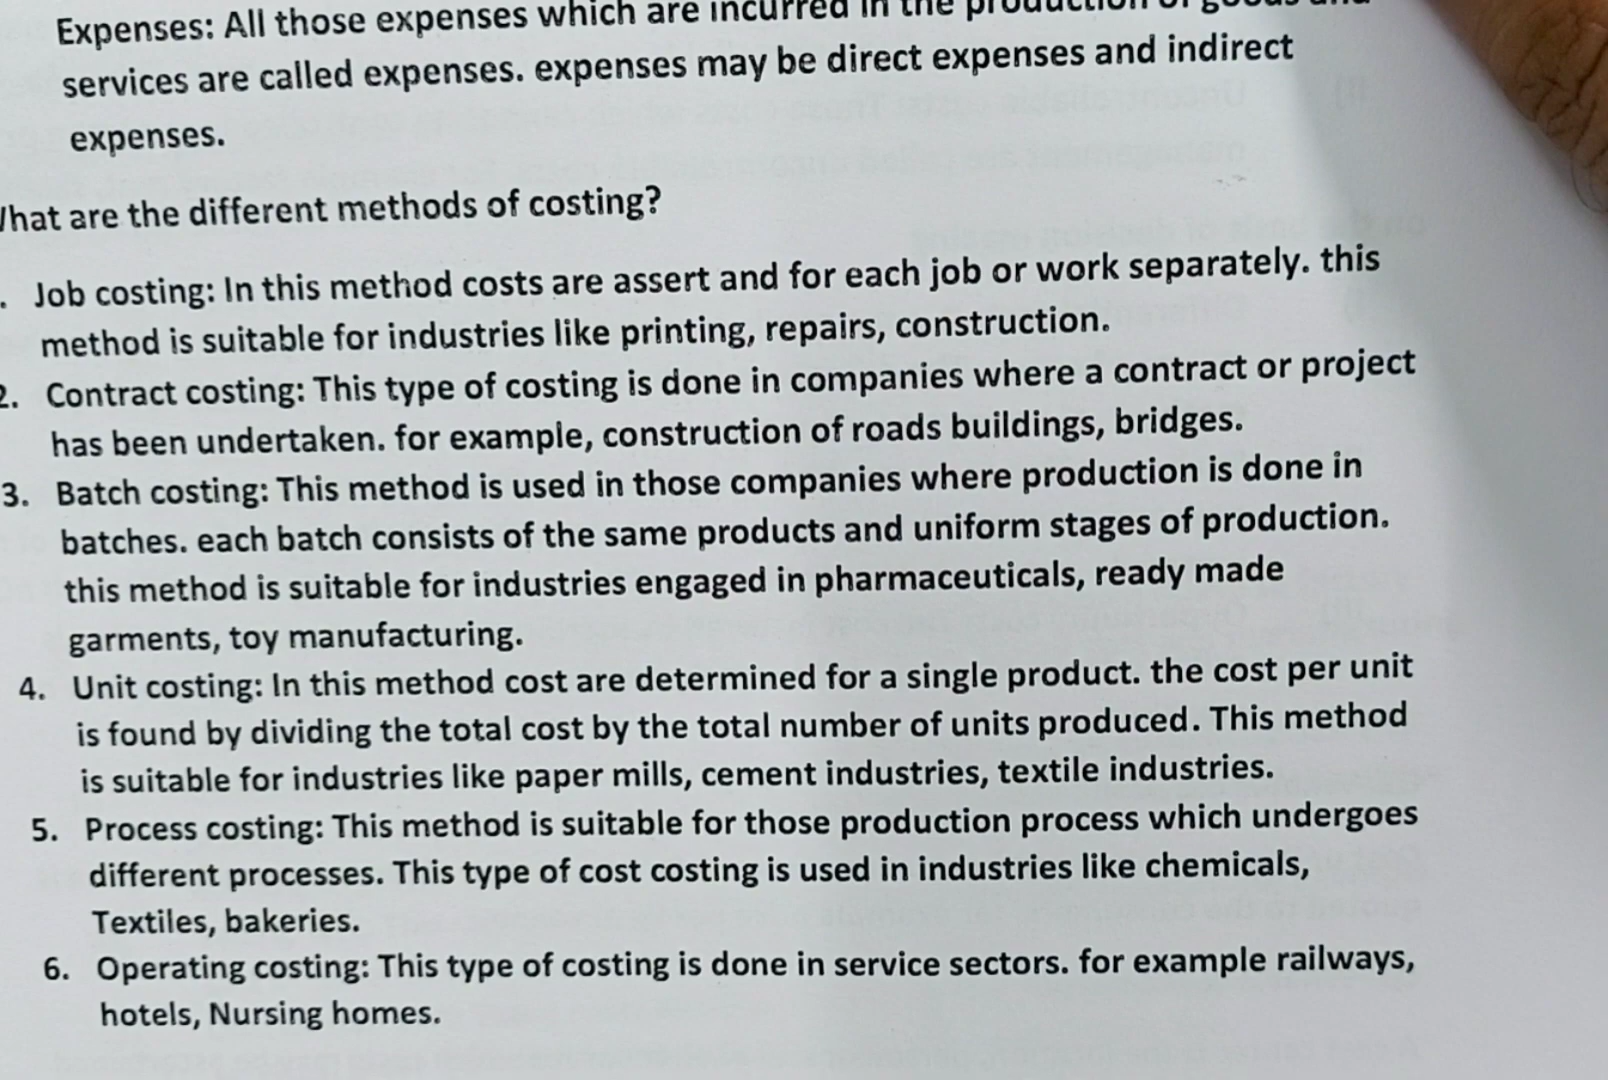 Expenses: All those expenses which are incurred in the production of goods and
services are called expenses. expenses may be direct expenses and indirect
expenses.
What are the different methods of costing?
. Job costing: In this method costs are assert and for each job or work separately. this
method is suitable for industries like printing, repairs, construction.
2. Contract costing: This type of costing is done in companies where a contract or project
has been undertaken. for example, construction of roads buildings, bridges.
3. Batch costing: This method is used in those companies where production is done in
batches. each batch consists of the same products and uniform stages of production.
this method is suitable for industries engaged in pharmaceuticals, ready made
garments, toy manufacturing.
4. Unit costing: In this method cost are determined for a single product. the cost per unit
is found by dividing the total cost by the total number of units produced. This method
is suitable for industries like paper mills, cement industries, textile industries.
5. Process costing: This method is suitable for those production process which undergoes
different processes. This type of cost costing is used in industries like chemicals,
Textiles, bakeries.
6. Operating costing: This type of costing is done in service sectors. for example railways,
hotels, Nursing homes.